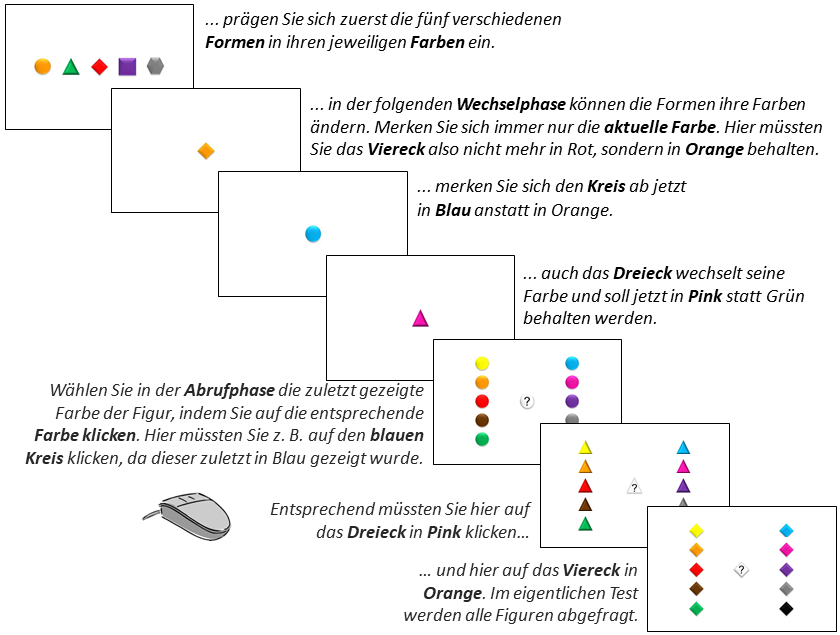 ... prägen Sie sich zuerst die fünf verschiedenen
Formen in ihren jeweiligen Farben ein.
... in der folgenden Wechselphase können die Formen ihre Farben
ändern. Merken Sie sich immer nur die aktuelle Farbe. Hier müssten
Sie das Viereck also nicht mehr in Rot, sondern in Orange behalten.
... merken Sie sich den Kreis ab jetzt
in Blau anstatt in Orange.
... auch das Dreieck wechselt seine
Farbe und soll jetzt in Pink statt Grün
behalten werden.
Wählen Sie in der Abrufphase die zuletzt gezeigte
Farbe der Figur, indem Sie auf die entsprechende
Farbe klicken. Hier müssten Sie z. B. auf den blauen
Kreis klicken, da dieser zuletzt in Blau gezeigt wurde.
?
Entsprechend müssten Sie hier auf
das Dreieck in Pink klicken...
?
... und hier auf das Viereck in
Orange. Im eigentlichen Test
werden alle Figuren abgefragt.
?